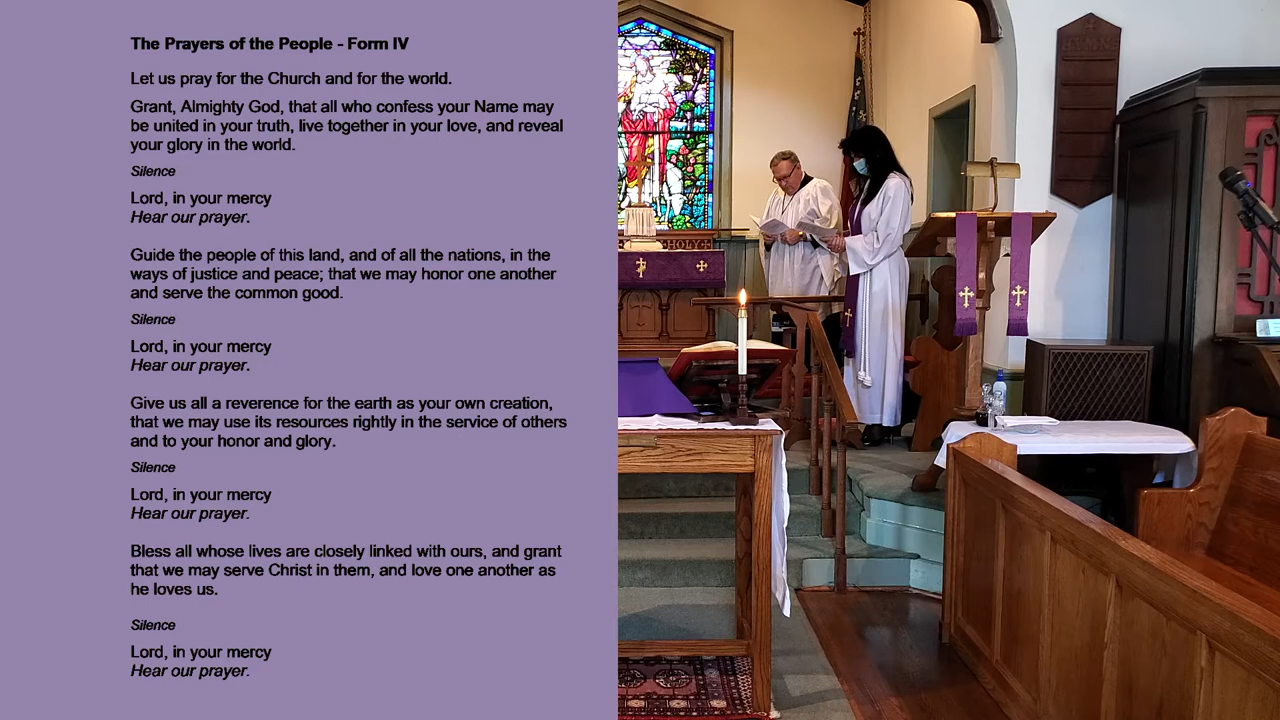 The Prayers of the People - Form IV
Let us pray for the Church and for the world.
Grant, Almighty God, that all who confess your Name may
be united in your truth, live together in your love, and reveal
your glory in the world.
Silence
Lord, in your mercy
Hear our prayer.
Guide the people of this land, and of all the nations, in the
ways of justice and peace; that we may honor one another
and serve the common good.
Silence
Lord, in your mercy
Hear our prayer.
Give us all a reverence for the earth as your own creation,
that we may use its resources rightly in the service of others
and to your honor and glory.
Silence
Lord, in your mercy
Hear our prayer.
Bless all whose lives are closely linked with ours, and grant
that we may serve Christ in them, and love one another as
he loves us.
Silence
Lord, in your mercy
Hear our prayer.
HOLY
HYMNS